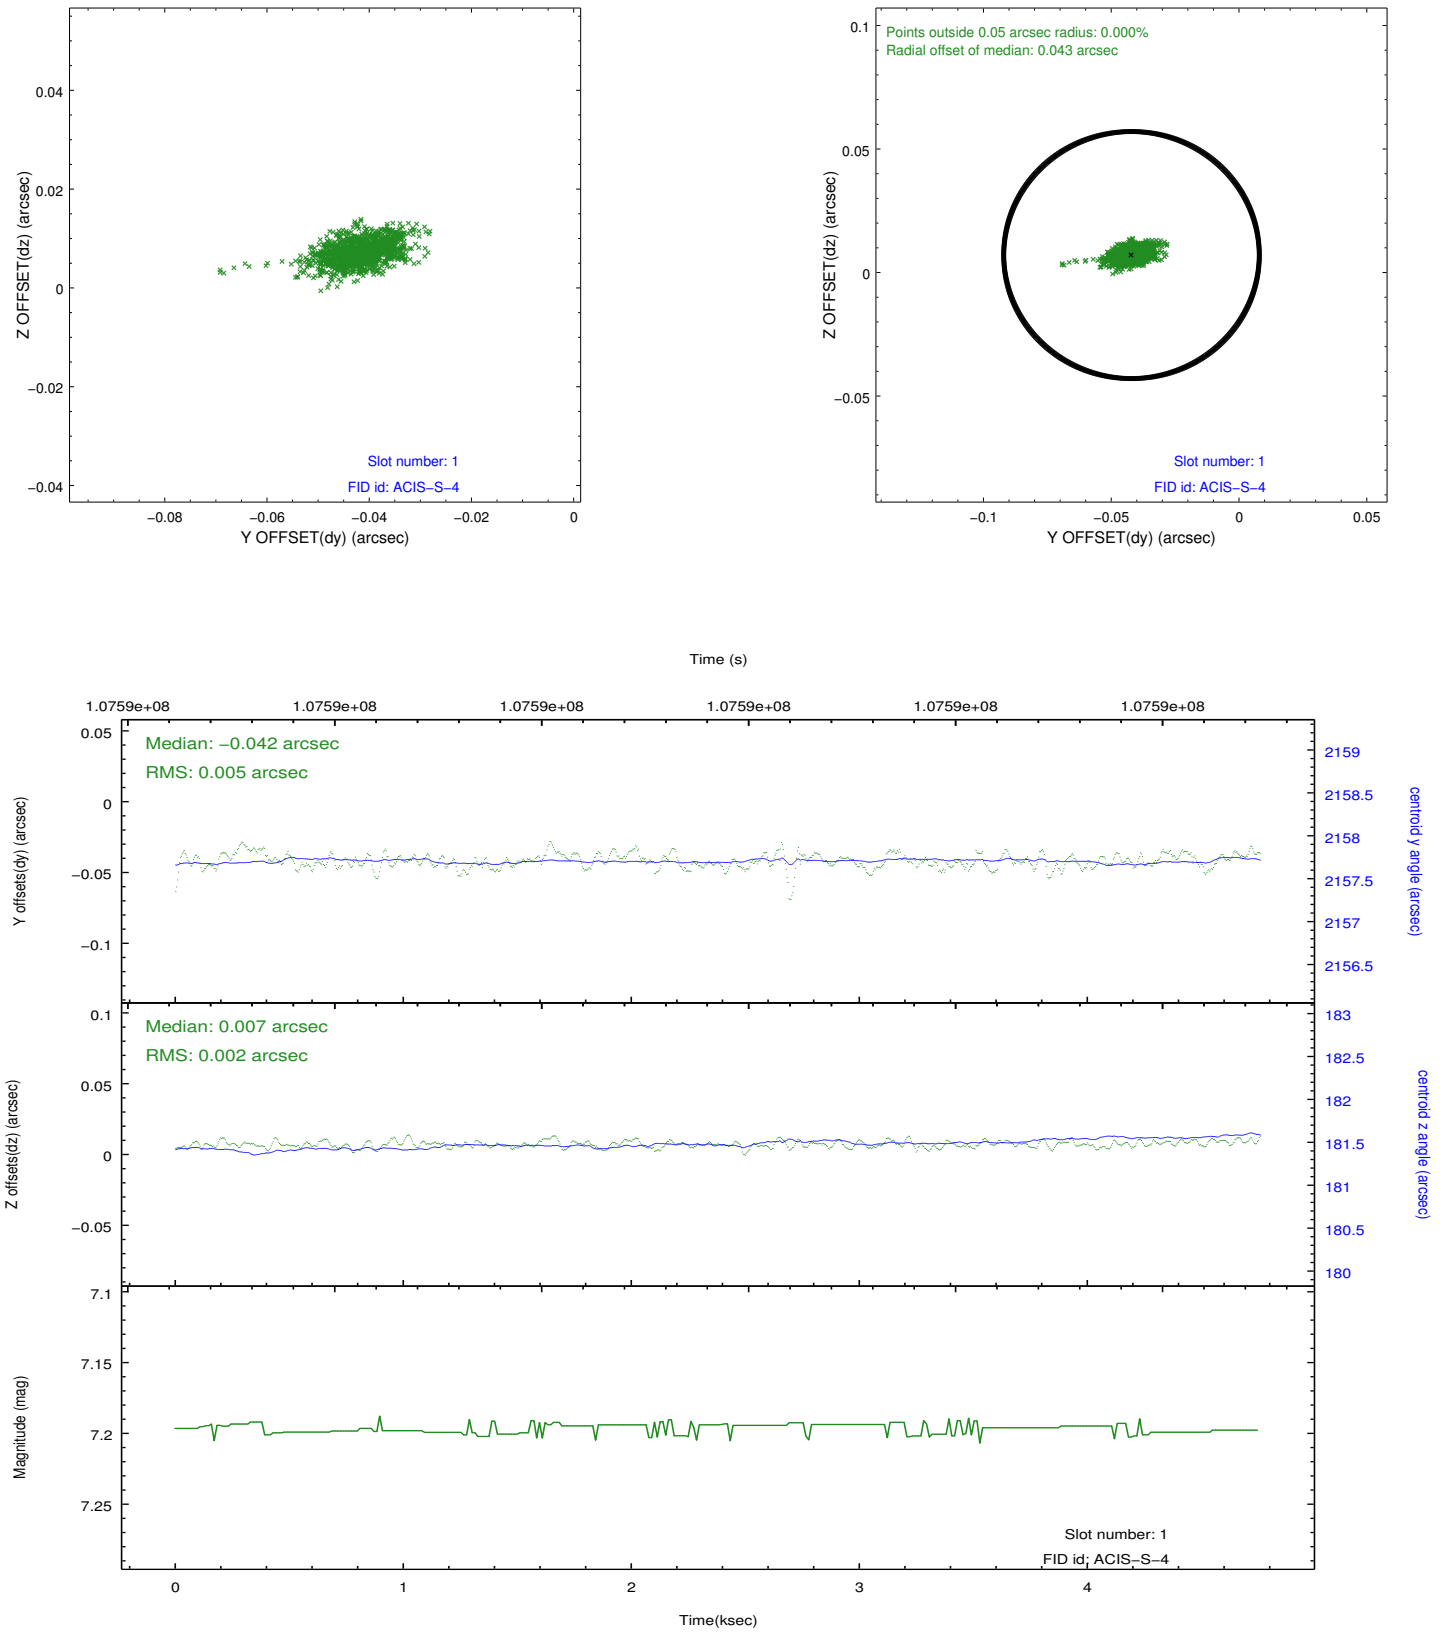 0.04
0.02
0
−0.02
−0.04
Z OFFSET(dz) (arcsec)
Slot number: 1
FID id: ACIS−S−4
−0.08
−0.06
−0.04
−0.02
0
Y OFFSET(dy) (arcsec)
Points outside 0.05 arcsec radius: 0.000%
Radial offset of median: 0.043 arcsec
0.1
0.05
0
−0.05
Z OFFSET(dz) (arcsec)
Slot number: 1
FID id: ACIS−S−4
−0.1
−0.05
0
0.05
Y OFFSET(dy) (arcsec)
Time (s)
1.0759e+08
1.0759e+08
1.0759e+08
1.0759e+08
1.0759e+08
1.0759e+08
Median: −0.042 arcsec
RMS: 0.005 arcsec
0.05
0
−0.05
−0.1
Y offsets(dy) (arcsec)
2159
2158.5
2158
2157.5
2157
2156.5
centroid y angle (arcsec)
Median: 0.007 arcsec
RMS: 0.002 arcsec
0.1
0.05
0
−0.05
Z offsets(dz) (arcsec)
183
182.5
182
181.5
181
180.5
180
centroid z angle (arcsec)
7.1
7.15
7.2
7.25
Magnitude (mag)
Slot number: 1
FID id: ACIS−S−4
0
1
2
3
4
Time(ksec)